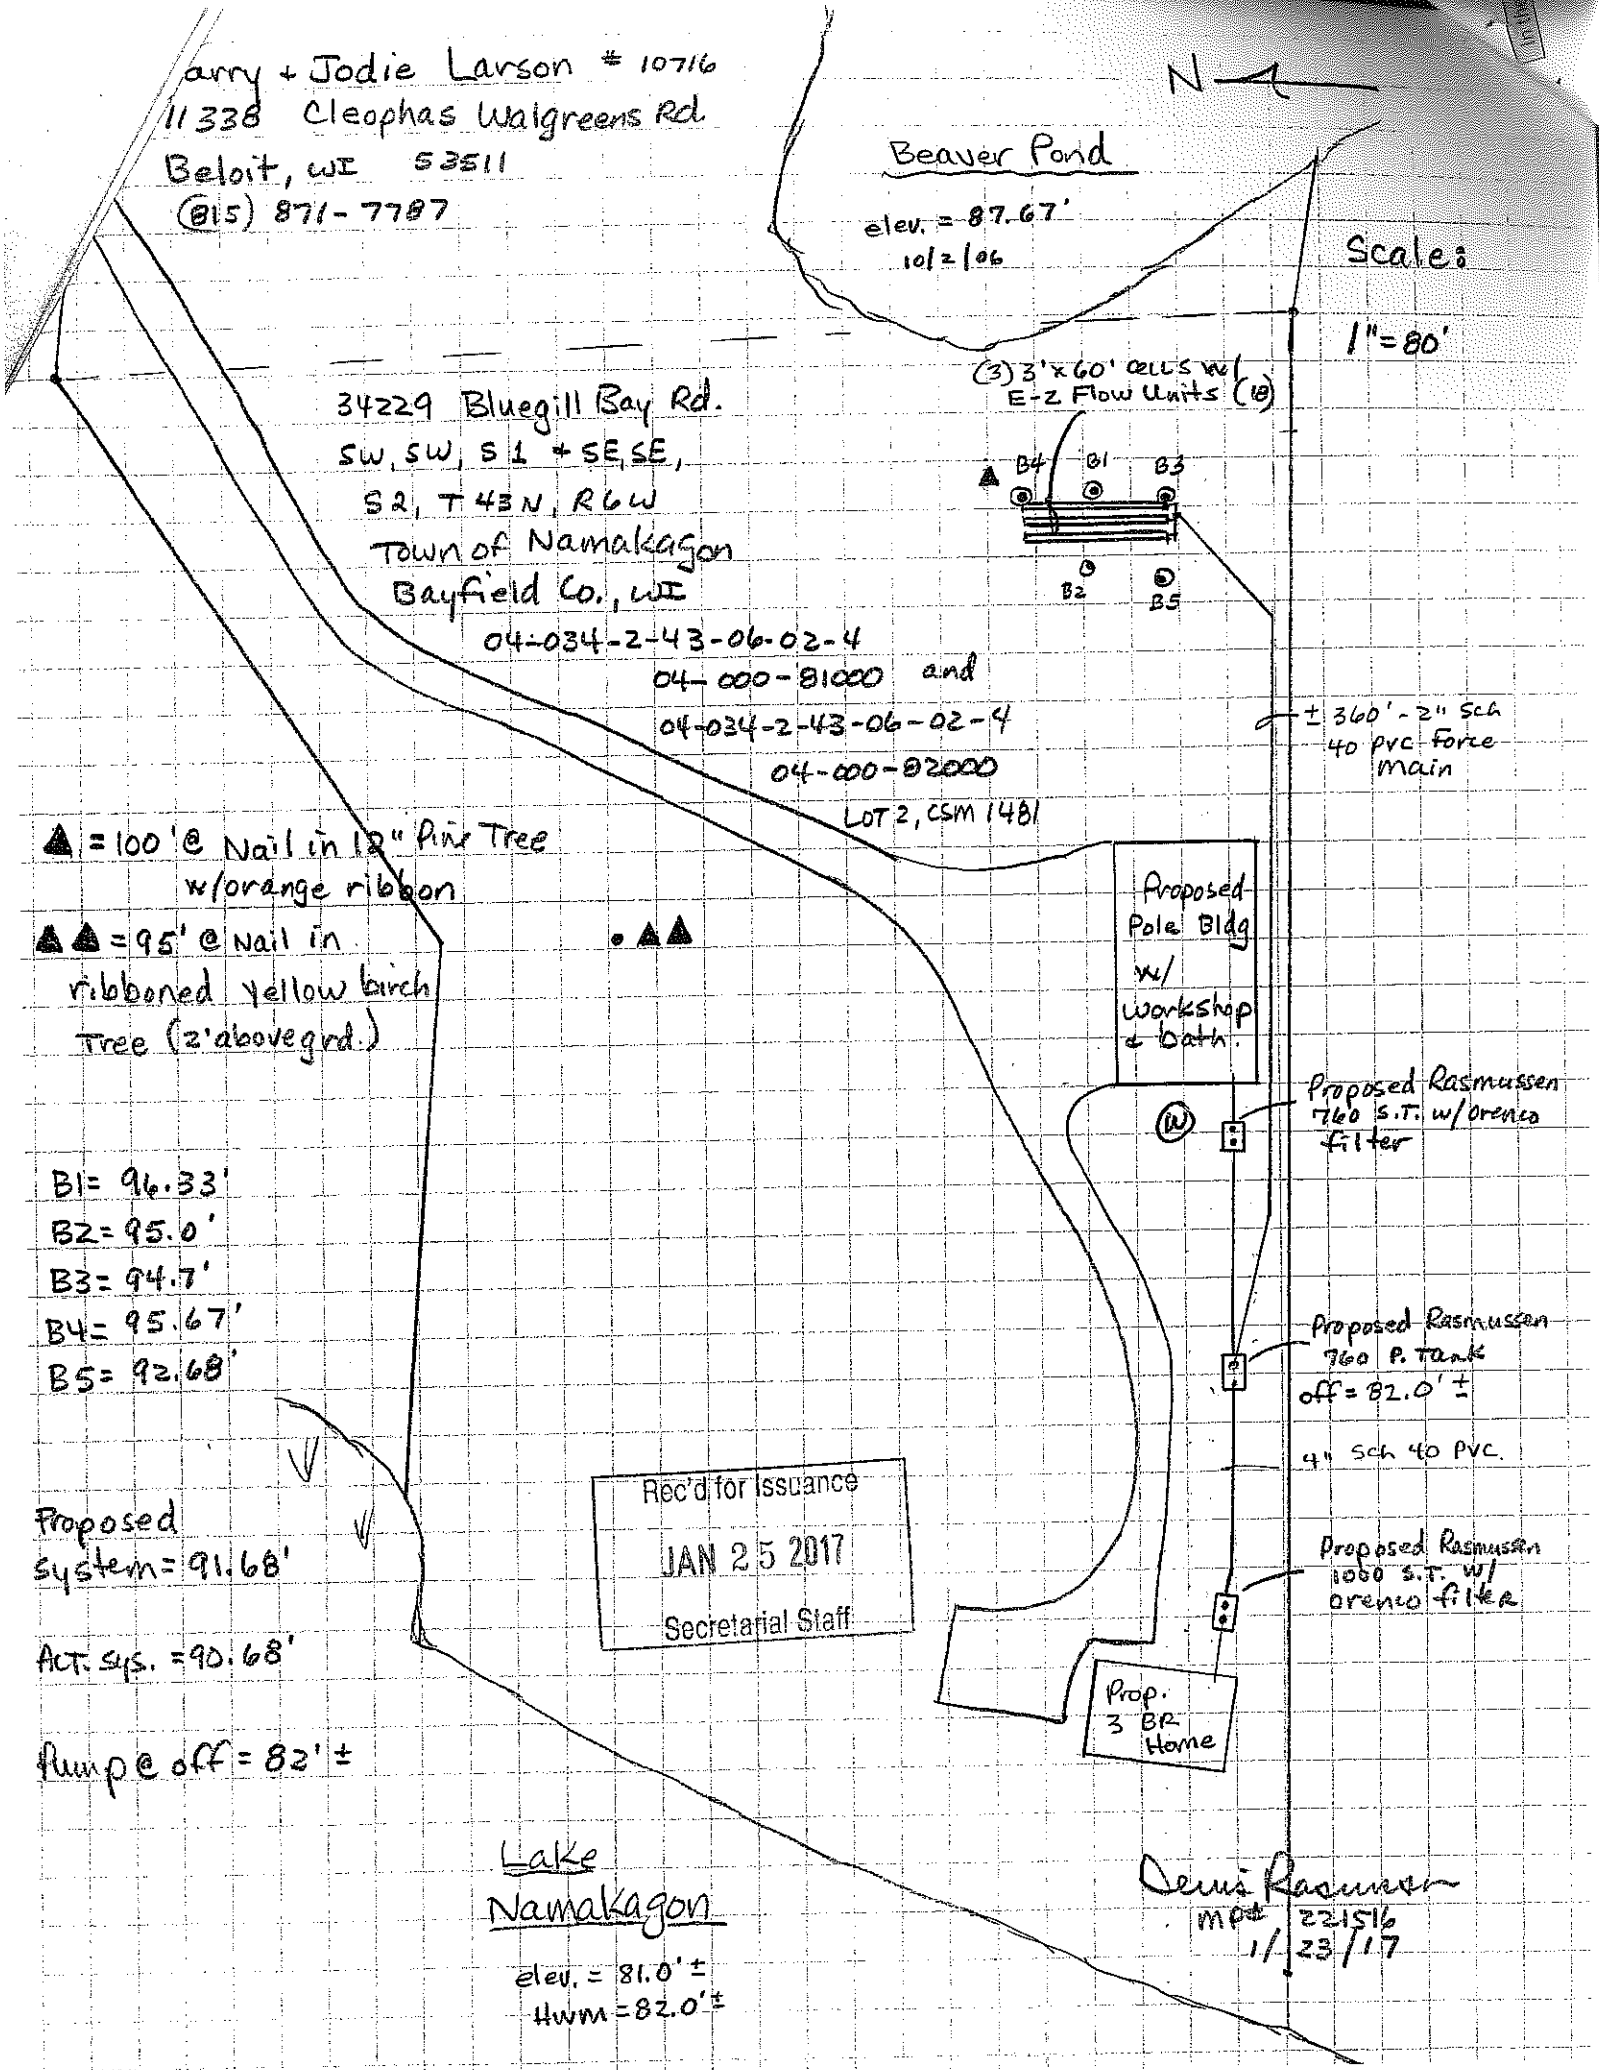 arry + Jodie Larson # 10716
11338 Cleophas Walgreens Rd.
Beloit, WI 53511
(815) 871-7787
N
Beaver Pond
elev. = 87.67'
10/2/06
Scale:
1"=80'
(3) 3'x60' cells w/
E-Z Flow Units (18)
34229 Bluegill Bay Rd.
SW, SW, S1 + SE, SE,
S2, T43N, R6W
Town of Namakagon
Bayfield Co., WI
04-034-2-43-06-02-4
04-000-81000 and
04-034-2-43-06-02-4
04-000-82000
LOT 2, CSM 1481
B4 B1 B3
B2 B5
± 360' - 2" Sch
40 PVC Force
main
▲ = 100' @ Nail in 12" Pine Tree
w/orange ribbon
▲▲ = 95' @ Nail in
ribboned yellow birch
Tree (2' above grd.)
• ▲▲
Proposed
Pole Bldg
w/
workshop
& bath.
W
Proposed Rasmussen
760 S.T. w/ orenco
filter
B1= 96.33'
B2= 95.0'
B3= 94.7'
B4= 95.67'
B5= 92.68'
Proposed Rasmussen
760 P. Tank
off = 82.0' ±
4" Sch 40 PVC.
Rec'd for Issuance
JAN 25 2017
Secretarial Staff
Proposed
system = 91.68'
Act. sys. = 90.68'
Pump @ off = 82' ±
Proposed Rasmussen
1000 S.T. w/
orenco filter
Prop.
3 BR
Home
Lake
Namakagon
elev. = 81.0' ±
HWM = 82.0' ±
Denis Rasmussen
MP# 221516
1/23/17